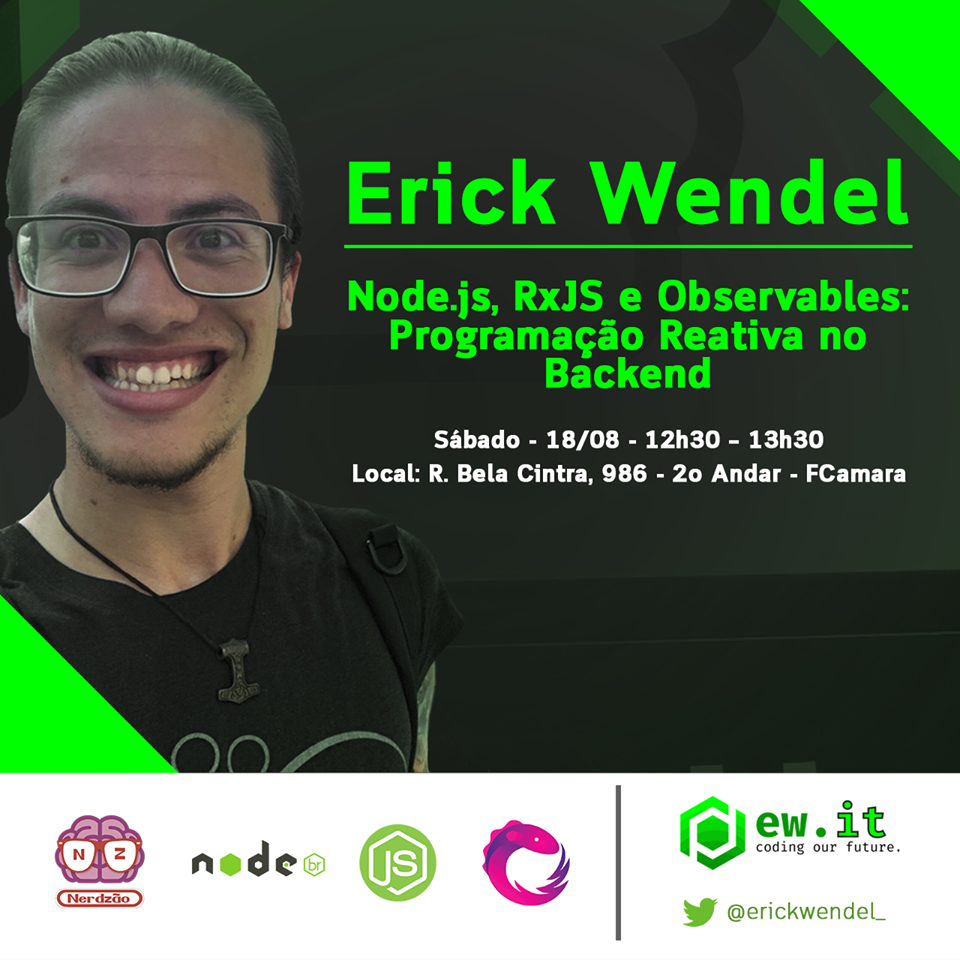 Erick Wendel
Node.js, RxJS e Observables:
Programação Reativa no
Backend
Sábado - 18/08 - 12h30 - 13h30
Local: R. Bela Cintra, 986 - 2o Andar - FCamara
N Z
Nerdzão
node br
JS
ew.it
coding our future.
@erickwendel_